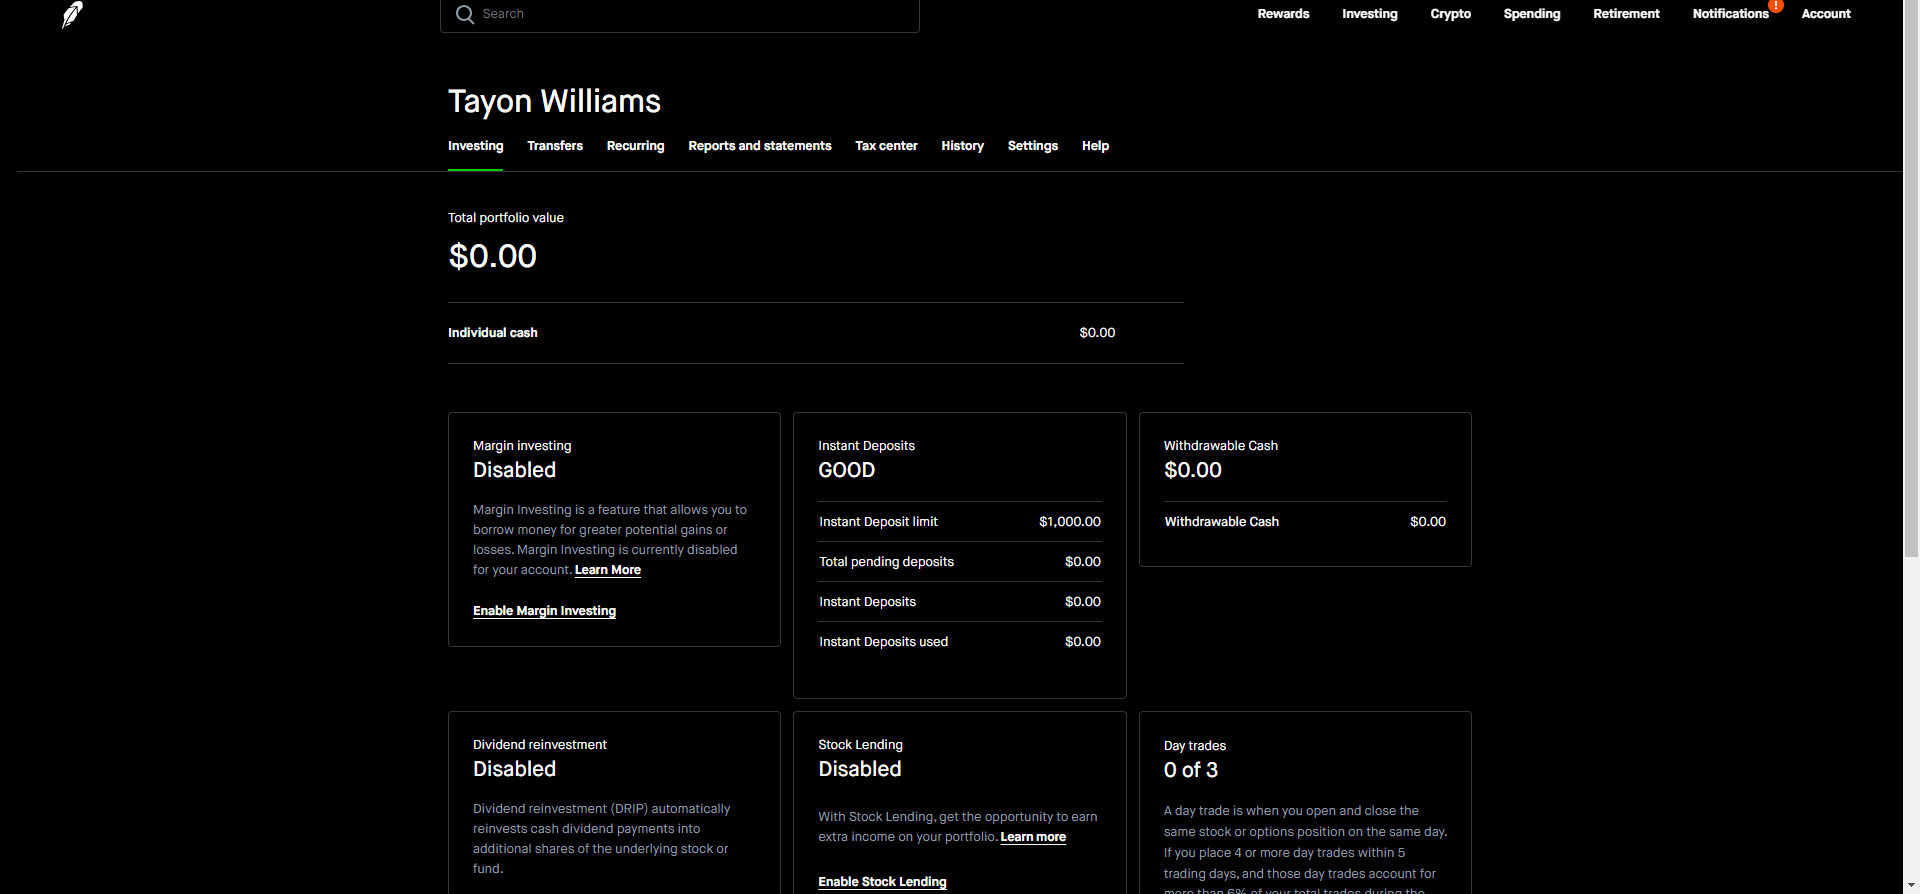 Search
Rewards Investing Crypto Spending Retirement Notifications ! Account
Tayon Williams
Investing Transfers Recurring Reports and statements Tax center History Settings Help
Total portfolio value
$0.00
Individual cash $0.00
Margin investing
Disabled
Margin Investing is a feature that allows you to
borrow money for greater potential gains or
losses. Margin Investing is currently disabled
for your account. Learn More
Enable Margin Investing
Instant Deposits
GOOD
Instant Deposit limit $1,000.00
Total pending deposits $0.00
Instant Deposits $0.00
Instant Deposits used $0.00
Withdrawable Cash
$0.00
Withdrawable Cash $0.00
Dividend reinvestment
Disabled
Dividend reinvestment (DRIP) automatically
reinvests cash dividend payments into
additional shares of the underlying stock or
fund.
Stock Lending
Disabled
With Stock Lending, get the opportunity to earn
extra income on your portfolio. Learn more
Enable Stock Lending
Day trades
0 of 3
A day trade is when you open and close the
same stock or options position on the same day.
If you place 4 or more day trades within 5
trading days, and those day trades account for
more than 6% of your total trades during the